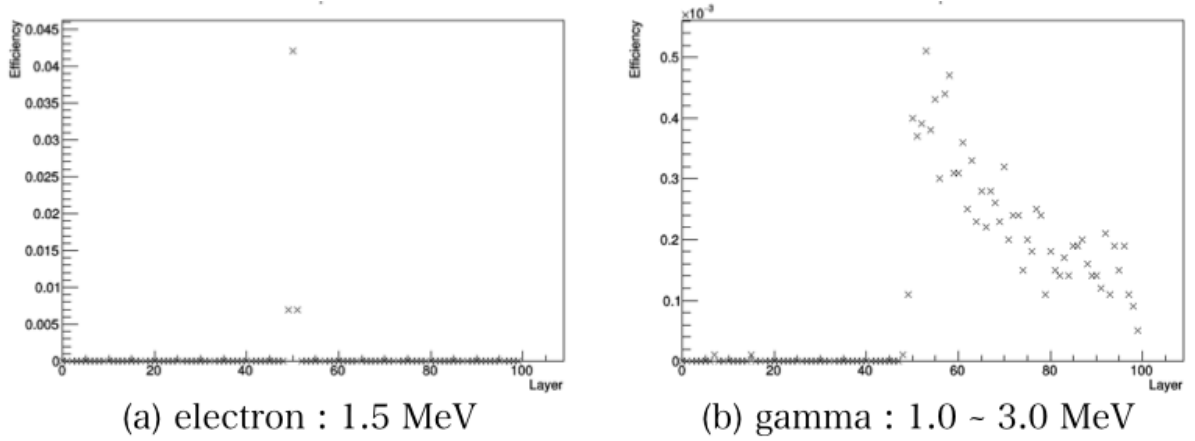 Efficiency
0.045
0.04
0.035
0.03
0.025
0.02
0.015
0.01
0.005
0
0 20 40 60 80 100
Layer
(a) electron : 1.5 MeV
×10⁻³
Efficiency
0.5
0.4
0.3
0.2
0.1
0
0 20 40 60 80 100
Layer
(b) gamma : 1.0 ~ 3.0 MeV